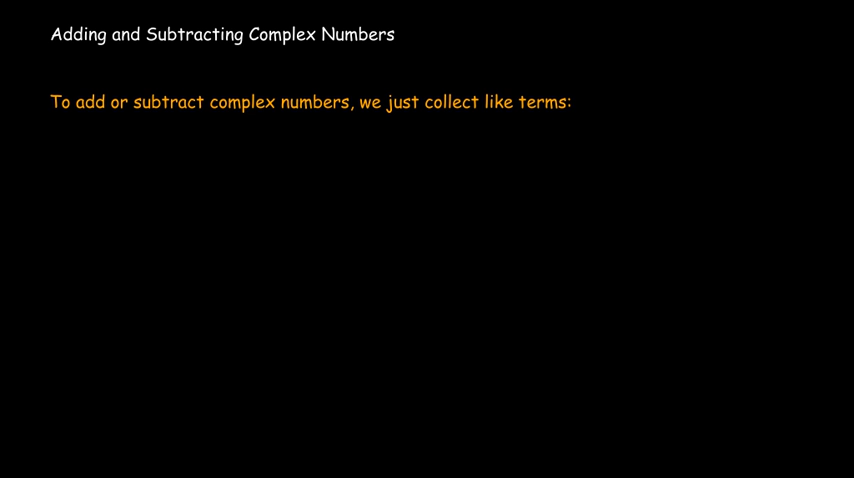 Adding and Subtracting Complex Numbers
To add or subtract complex numbers, we just collect like terms: